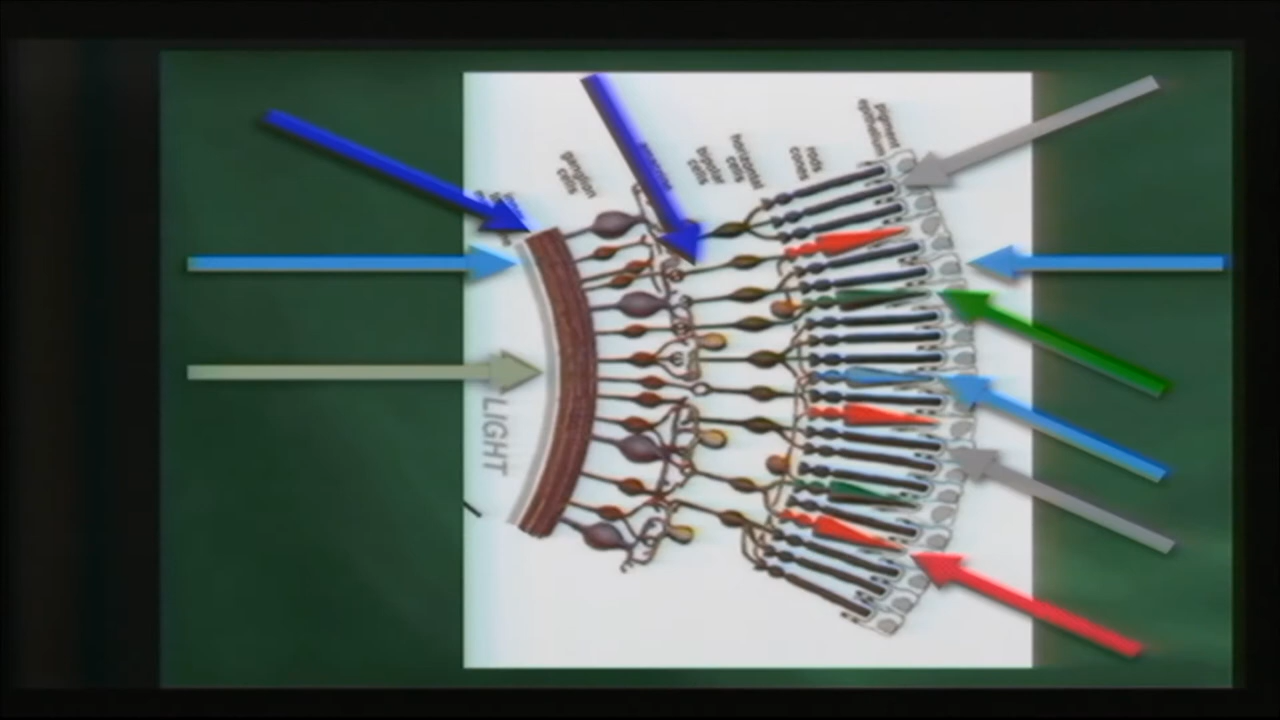 ganglion
cells
bipolar
cells
horizontal
cells
rods
cones
pigment
epithelium
LIGHT